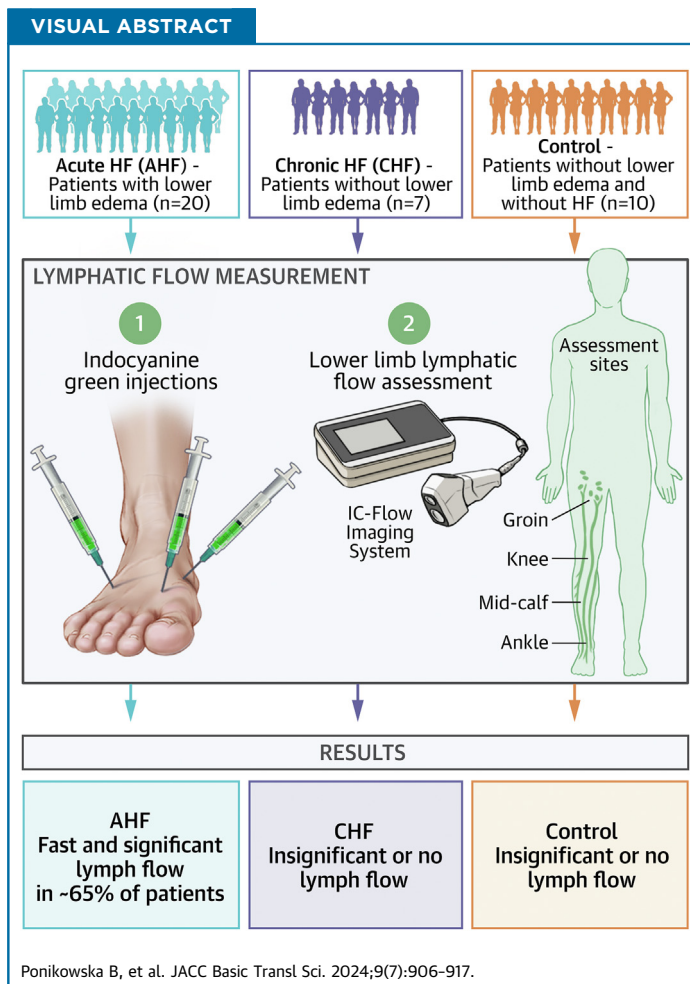 VISUAL ABSTRACT
Acute HF (AHF) -
Patients with lower
limb edema (n=20)
Chronic HF (CHF) -
Patients without lower
limb edema (n=7)
Control -
Patients without lower
limb edema and
without HF (n=10)
LYMPHATIC FLOW MEASUREMENT
1
Indocyanine
green injections
2
Lower limb lymphatic
flow assessment
IC-Flow
Imaging
System
Assessment
sites
Groin
Knee
Mid-calf
Ankle
RESULTS
AHF
Fast and significant
lymph flow
in ~65% of patients
CHF
Insignificant or no
lymph flow
Control
Insignificant or no
lymph flow
Ponikowska B, et al. JACC Basic Transl Sci. 2024;9(7):906-917.